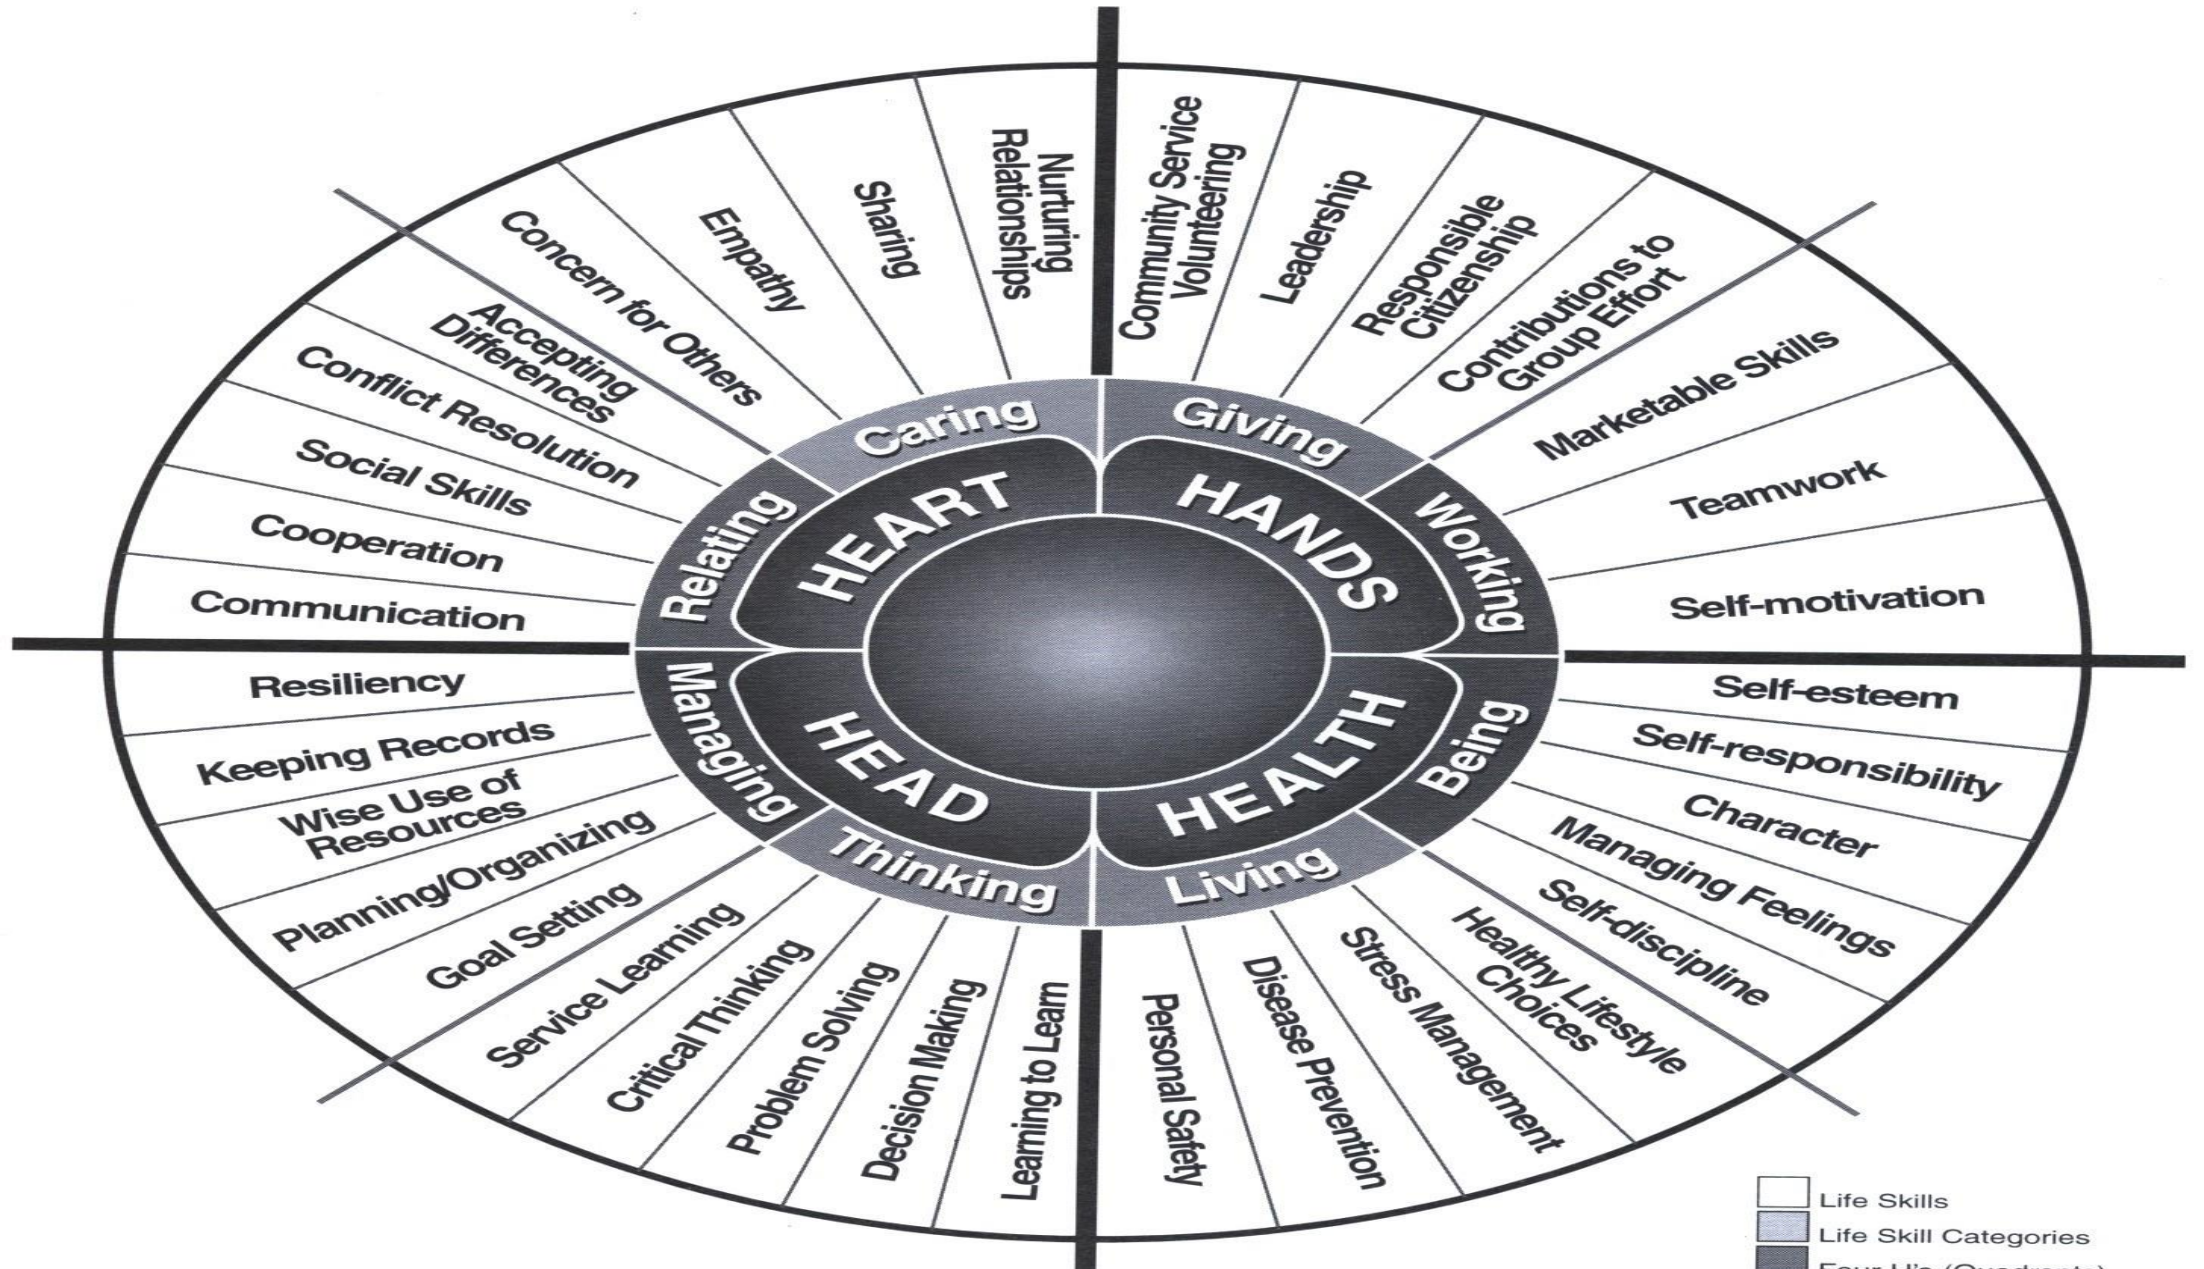 Nurturing
Relationships
Sharing
Empathy
Concern for Others
Accepting
Differences
Conflict Resolution
Social Skills
Cooperation
Communication
Community Service
Volunteering
Leadership
Responsible
Citizenship
Contributions to
Group Effort
Marketable Skills
Teamwork
Self-motivation
Caring
Giving
Relating
HEART
HANDS
Working
Managing
HEAD
HEALTH
Being
Thinking
Living
Resiliency
Keeping Records
Wise Use of
Resources
Planning/Organizing
Goal Setting
Service Learning
Critical Thinking
Problem Solving
Decision Making
Learning to Learn
Self-esteem
Self-responsibility
Character
Managing Feelings
Self-discipline
Healthy Lifestyle
Choices
Stress Management
Disease Prevention
Personal Safety
Life Skills
Life Skill Categories
Four H's (Quadrants)